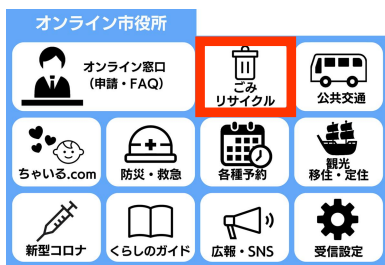 オンライン市役所
オンライン窓口
(申請・FAQ)
ごみ
リサイクル
公共交通
ちゃいる.com
防災・救急
各種予約
観光
移住・定住
新型コロナ
くらしのガイド
広報・SNS
受信設定